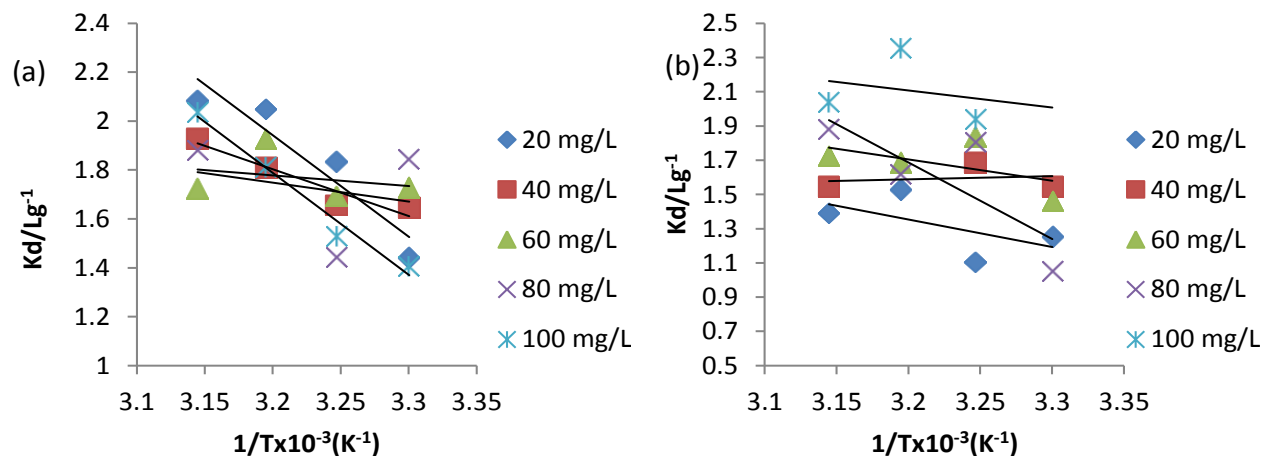 (a)
Kd/Lg-1
2.4
2.2
2
1.8
1.6
1.4
1.2
1
3.1 3.15 3.2 3.25 3.3 3.35
1/Tx10-3(K-1)
20 mg/L
40 mg/L
60 mg/L
80 mg/L
100 mg/L
(b)
Kd/Lg-1
2.5
2.3
2.1
1.9
1.7
1.5
1.3
1.1
0.9
0.7
0.5
3.1 3.15 3.2 3.25 3.3 3.35
1/Tx10-3(K-1)
20 mg/L
40 mg/L
60 mg/L
80 mg/L
100 mg/L